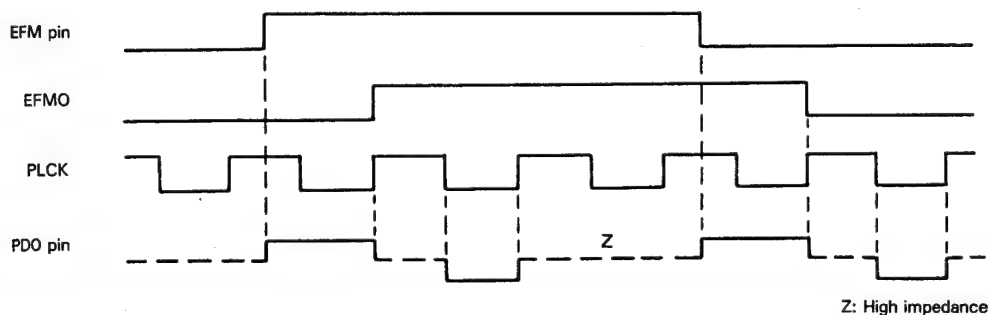 EFM pin
EFMO
PLCK
PDO pin
Z
Z: High impedance